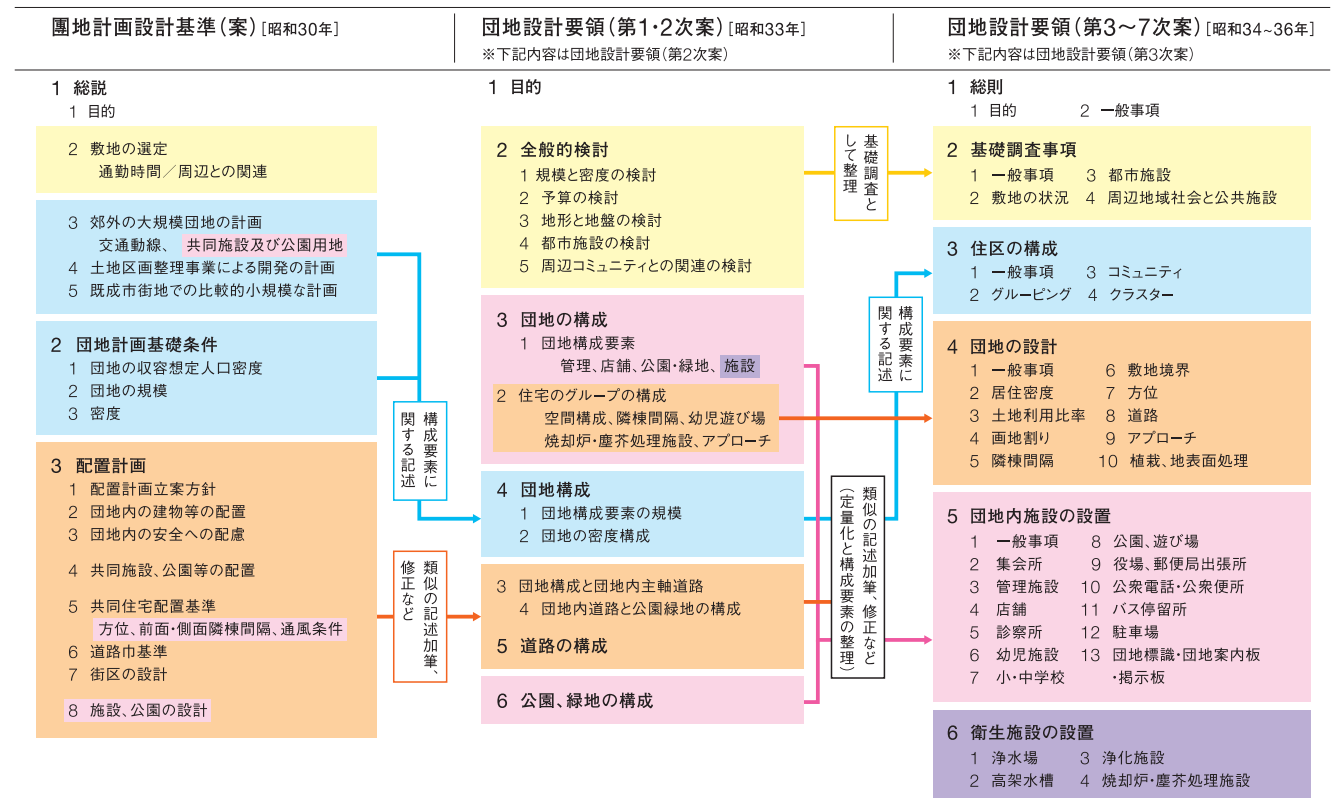 團地計画設計基準(案)［昭和30年］
1 総説
1 目的
2 敷地の選定
通勤時間／周辺との関連
3 郊外の大規模団地の計画
交通動線、 共同施設及び公園用地
4 土地区画整理事業による開発の計画
5 既成市街地での比較的小規模な計画
2 団地計画基礎条件
1 団地の収容想定人口密度
2 団地の規模
3 密度
3 配置計画
1 配置計画立案方針
2 団地内の建物等の配置
3 団地内の安全への配慮
4 共同施設、公園等の配置
5 共同住宅配置基準
方位、前面・側面隣棟間隔、通風条件
6 道路巾基準
7 街区の設計
8 施設、公園の設計
構成要素に
関する記述
類似の記述加筆、
修正など
団地設計要領(第1・2次案)［昭和33年］
※下記内容は団地設計要領(第2次案)
1 目的
2 全般的検討
1 規模と密度の検討
2 予算の検討
3 地形と地盤の検討
4 都市施設の検討
5 周辺コミュニティとの関連の検討
3 団地の構成
1 団地構成要素
管理、店舗、公園・緑地、 施設
2 住宅のグループの構成
空間構成、隣棟間隔、幼児遊び場
焼却炉・塵芥処理施設、アプローチ
4 団地構成
1 団地構成要素の規模
2 団地の密度構成
3 団地構成と団地内主軸道路
4 団地内道路と公園緑地の構成
5 道路の構成
6 公園、緑地の構成
基礎調査と
して整理
構成要素に
関する記述
類似の記述加筆、修正など
(定量化と構成要素の整理)
団地設計要領(第3〜7次案)［昭和34~36年］
※下記内容は団地設計要領(第3次案)
1 総則
1 目的 2 一般事項
2 基礎調査事項
1 一般事項 3 都市施設
2 敷地の状況 4 周辺地域社会と公共施設
3 住区の構成
1 一般事項 3 コミュニティ
2 グルーピング 4 クラスター
4 団地の設計
1 一般事項 6 敷地境界
2 居住密度 7 方位
3 土地利用比率 8 道路
4 画地割り 9 アプローチ
5 隣棟間隔 10 植栽、地表面処理
5 団地内施設の設置
1 一般事項 8 公園、遊び場
2 集会所 9 役場、郵便局出張所
3 管理施設 10 公衆電話・公衆便所
4 店舗 11 バス停留所
5 診察所 12 駐車場
6 幼児施設 13 団地標識・団地案内板
7 小・中学校 ・掲示板
6 衛生施設の設置
1 浄水場 3 浄化施設
2 高架水槽 4 焼却炉・塵芥処理施設